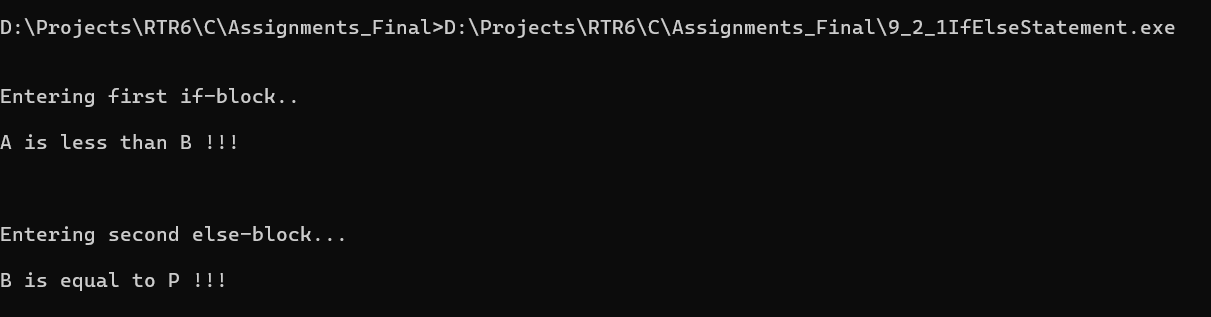 D:\Projects\RTR6\C\Assignments_Final>D:\Projects\RTR6\C\Assignments_Final\9_2_1IfElseStatement.exe
Entering first if-block..
A is less than B !!!
Entering second else-block...
B is equal to P !!!